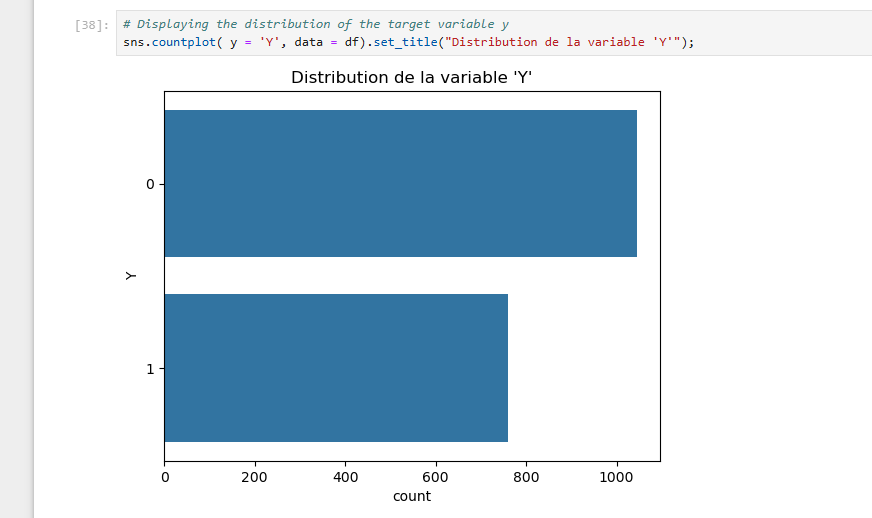 [38]: # Displaying the distribution of the target variable y
sns.countplot( y = 'Y', data = df).set_title("Distribution de la variable 'Y'");
Distribution de la variable 'Y'
0
Y
1
0 200 400 600 800 1000
count